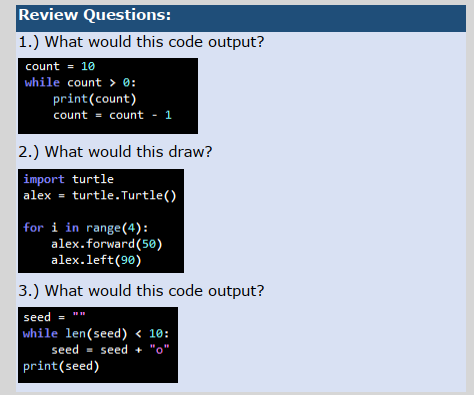 Review Questions:
1.) What would this code output?
count = 10
while count > 0:
    print(count)
    count = count - 1
2.) What would this draw?
import turtle
alex = turtle.Turtle()
for i in range(4):
    alex.forward(50)
    alex.left(90)
3.) What would this code output?
seed = ""
while len(seed) < 10:
    seed = seed + "o"
print(seed)